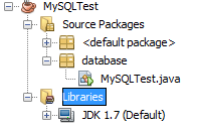 MySQLTest
Source Packages
<default package>
database
MySQLTest.java
Libraries
JDK 1.7 (Default)